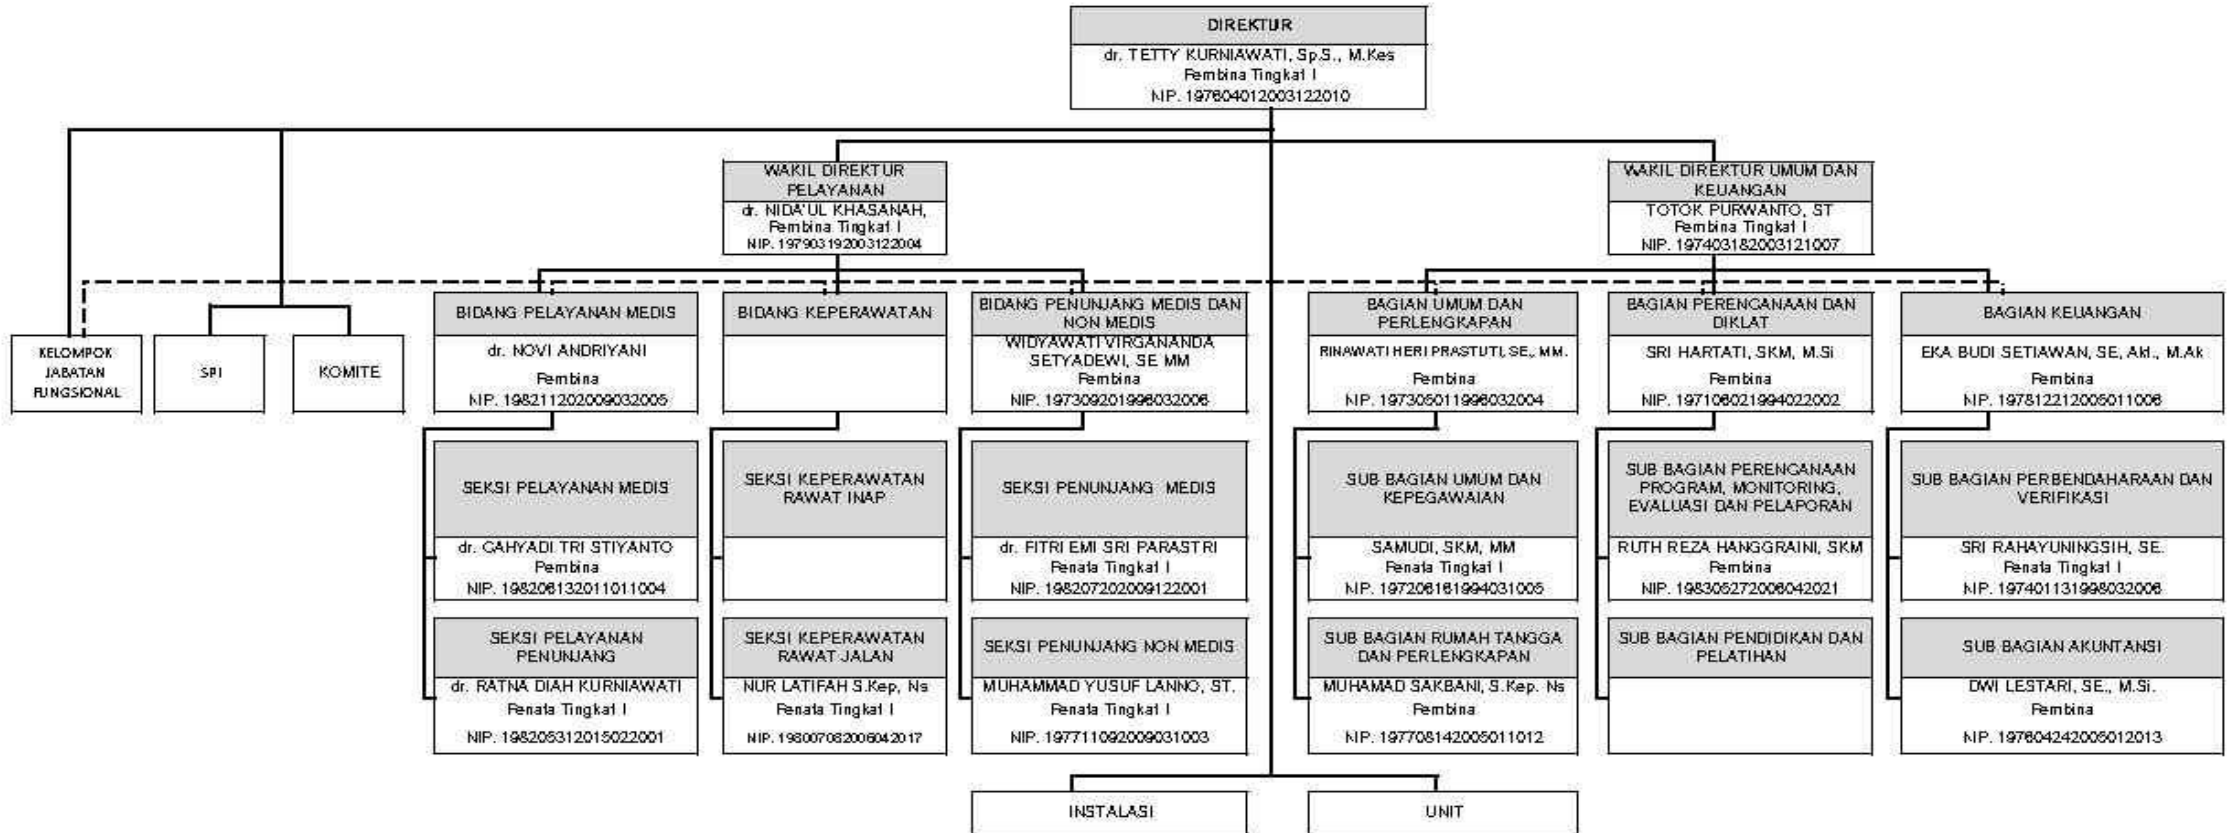 DIREKTUR
dr. TETTY KURNIAWATI, Sp.S., M.Kes
Pembina Tingkat I
NIP. 197604012003122010
WAKIL DIREKTUR
PELAYANAN
dr. NIDA'UL KHASANAH,
Pembina Tingkat I
NIP. 197903192003122004
WAKIL DIREKTUR UMUM DAN
KEUANGAN
TOTOK PURWANTO, ST
Pembina Tingkat I
NIP. 197403182003121007
KELOMPOK
JABATAN
FUNGSIONAL
SPI
KOMITE
BIDANG PELAYANAN MEDIS
dr. NOVI ANDRIYANI
Pembina
NIP. 198211202009032005
BIDANG KEPERAWATAN
BIDANG PENUNJANG MEDIS DAN
NON MEDIS
WIDYAWATI VIRGANANDA
SETYADEWI, SE MM
Pembina
NIP. 197309201996032006
BAGIAN UMUM DAN
PERLENGKAPAN
RINAWATI HERI PRASTUTI, SE., MM.
Pembina
NIP. 197305011996032004
BAGIAN PERENCANAAN DAN
DIKLAT
SRI HARTATI, SKM, M.Si
Pembina
NIP. 197106021994022002
BAGIAN KEUANGAN
EKA BUDI SETIAWAN, SE, Akt., M.Ak
Pembina
NIP. 197812212005011006
SEKSI PELAYANAN MEDIS
dr. CAHYADI TRI STIYANTO
Pembina
NIP. 198206132011011004
SEKSI KEPERAWATAN
RAWAT INAP
SEKSI PENUNJANG MEDIS
dr. FITRI EMI SRI PARASTRI
Penata Tingkat I
NIP. 198207202009122001
SUB BAGIAN UMUM DAN
KEPEGAWAIAN
SAMUDI, SKM, MM
Penata Tingkat I
NIP. 197206161994031005
SUB BAGIAN PERENCANAAN
PROGRAM, MONITORING,
EVALUASI DAN PELAPORAN
RUTH REZA HANGGRAINI, SKM
Pembina
NIP. 198305272006042021
SUB BAGIAN PERBENDAHARAAN DAN
VERIFIKASI
SRI RAHAYUNINGSIH, SE.
Penata Tingkat I
NIP. 197401131998032006
SEKSI PELAYANAN
PENUNJANG
dr. RATNA DIAH KURNIAWATI
Penata Tingkat I
NIP. 198205312015022001
SEKSI KEPERAWATAN
RAWAT JALAN
NUR LATIFAH S.Kep, Ns
Penata Tingkat I
NIP. 198007082006042017
SEKSI PENUNJANG NON MEDIS
MUHAMMAD YUSUF LANNO, ST.
Penata Tingkat I
NIP. 197711092009031003
SUB BAGIAN RUMAH TANGGA
DAN PERLENGKAPAN
MUHAMAD SAKBANI, S.Kep. Ns
Pembina
NIP. 197708142005011012
SUB BAGIAN PENDIDIKAN DAN
PELATIHAN
SUB BAGIAN AKUNTANSI
DWI LESTARI, SE., M.Si.
Pembina
NIP. 197604242005012013
INSTALASI
UNIT